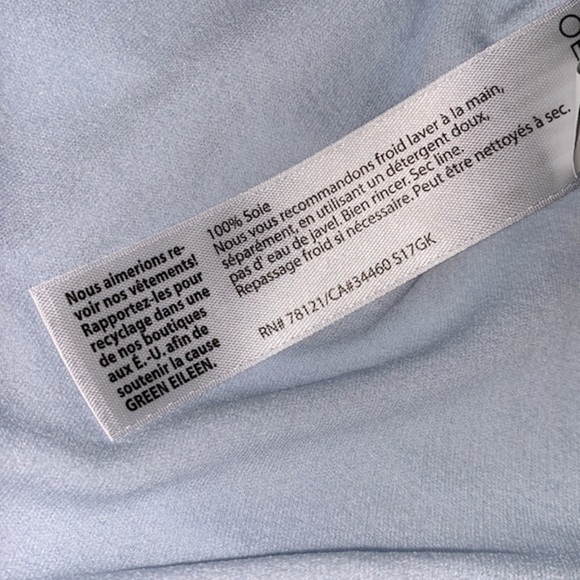 Nous aimerions re-
voir nos vêtements!
Rapportez-les pour
recyclage dans une
de nos boutiques
aux É.-U. afin de
soutenir la cause
GREEN EILEEN.
100% Soie
Nous vous recommandons froid laver à la main,
séparément, en utilisant un détergent doux,
pas d' eau de javel. Bien rincer. Sec line.
Repassage froid si nécessaire. Peut être nettoyés à sec.
RN# 78121/CA#34460 S17GK